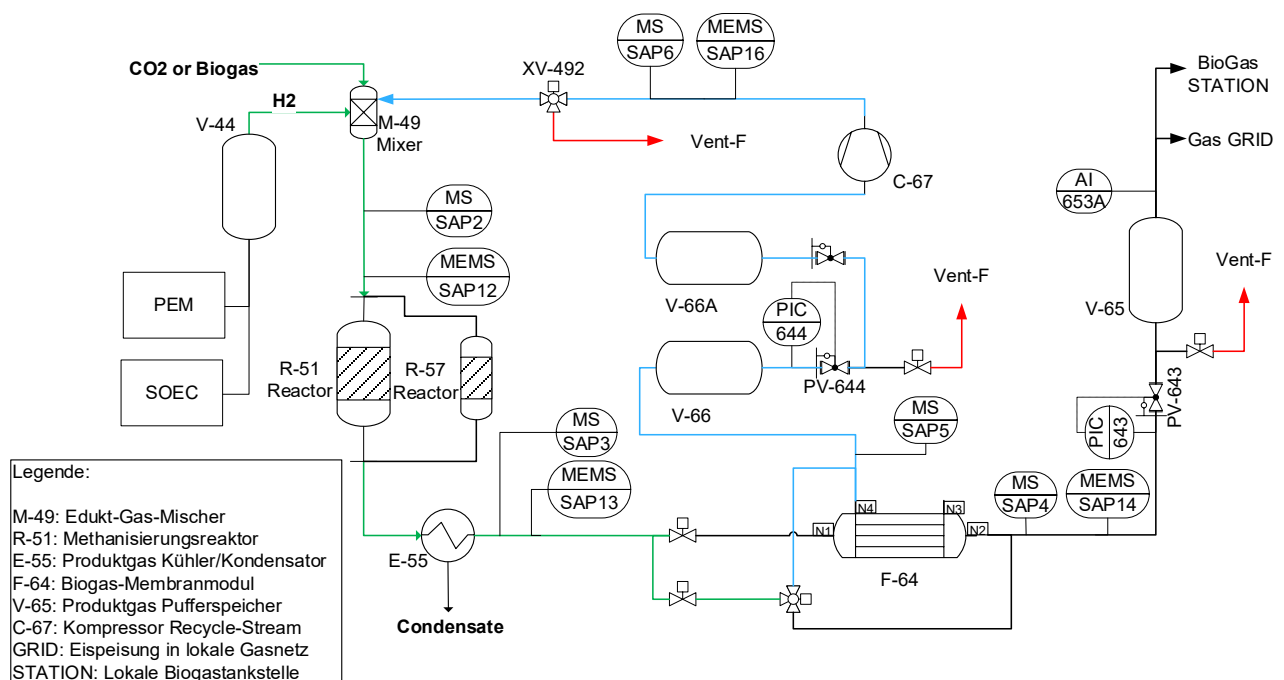 MS
SAP6
MEMS
SAP16
XV-492
CO2 or Biogas
H2
V-44
M-49
Mixer
Vent-F
C-67
BioGas
STATION
Gas GRID
AI
653A
MS
SAP2
MEMS
SAP12
PEM
SOEC
R-51
Reactor
R-57
Reactor
V-66A
PIC
644
Vent-F
V-66
PV-644
V-65
Vent-F
PV-643
PIC
643
MS
SAP5
MS
SAP3
MEMS
SAP13
MS
SAP4
MEMS
SAP14
N4
N3
N1
N2
F-64
E-55
Condensate
Legende:
M-49: Edukt-Gas-Mischer
R-51: Methanisierungsreaktor
E-55: Produktgas Kühler/Kondensator
F-64: Biogas-Membranmodul
V-65: Produktgas Pufferspeicher
C-67: Kompressor Recycle-Stream
GRID: Eispeisung in lokale Gasnetz
STATION: Lokale Biogastankstelle